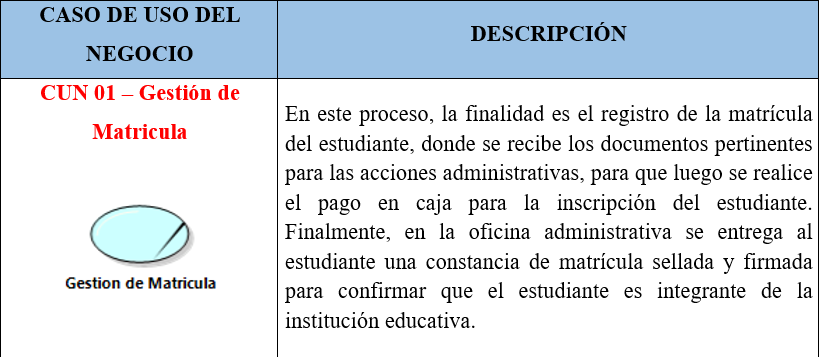 CASO DE USO DEL
NEGOCIO
DESCRIPCIÓN
CUN 01 – Gestión de
Matricula
Gestion de Matricula
En este proceso, la finalidad es el registro de la matrícula
del estudiante, donde se recibe los documentos pertinentes
para las acciones administrativas, para que luego se realice
el pago en caja para la inscripción del estudiante.
Finalmente, en la oficina administrativa se entrega al
estudiante una constancia de matrícula sellada y firmada
para confirmar que el estudiante es integrante de la
institución educativa.